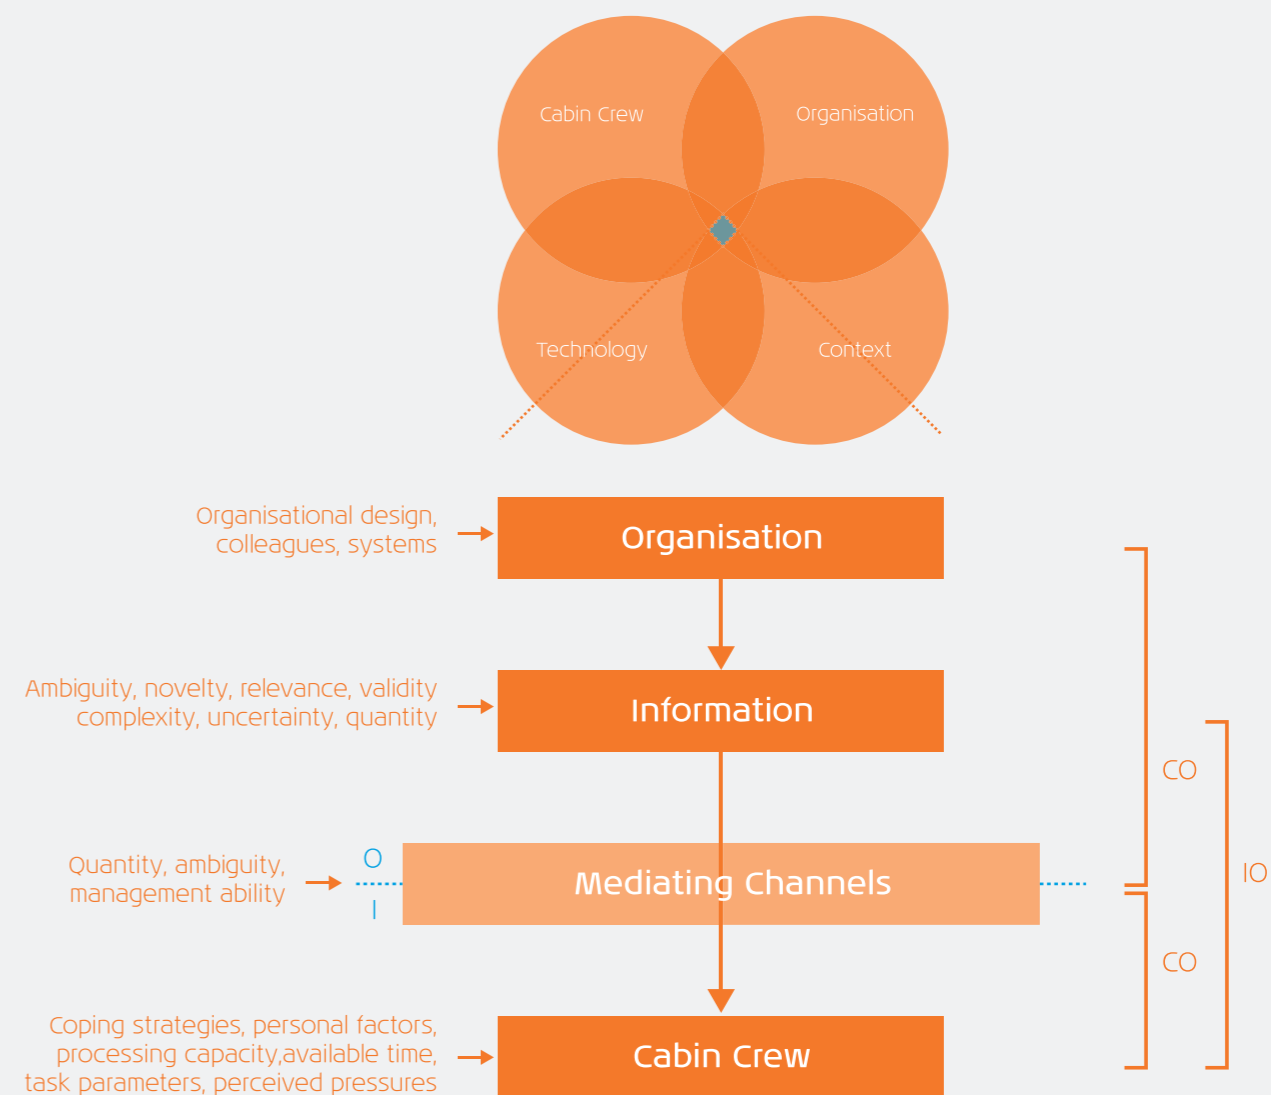 Cabin Crew
Organisation
Technology
Context
Organisational design,
colleagues, systems
Organisation
Ambiguity, novelty, relevance, validity
complexity, uncertainty, quantity
Information
CO
Quantity, ambiguity,
management ability
O
I
Mediating Channels
IO
CO
Coping strategies, personal factors,
processing capacity,available time,
task parameters, perceived pressures
Cabin Crew